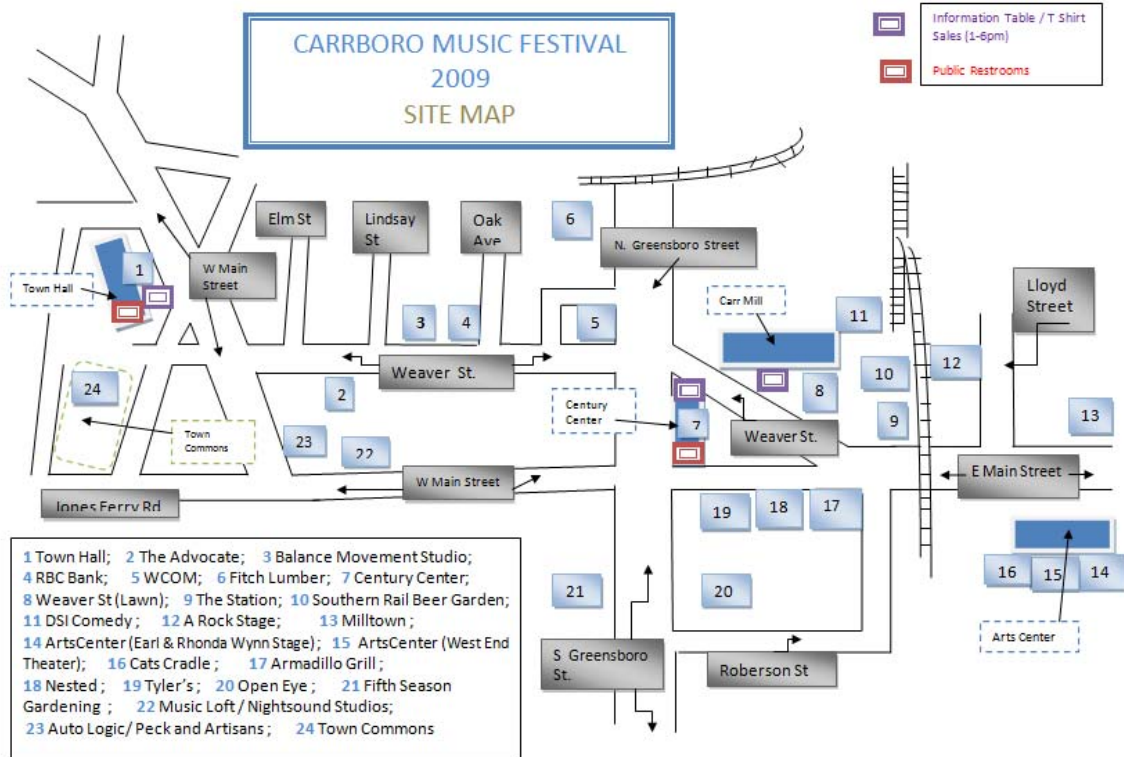 CARRBORO MUSIC FESTIVAL
2009
SITE MAP
Information Table / T Shirt
Sales (1-6pm)
Public Restrooms
Elm St
Lindsay
St
Oak
Ave
6
N. Greensboro Street
1
W Main
Street
Town Hall
Carr Mill
Lloyd
Street
3
4
5
11
12
Weaver St.
24
2
8
10
Century
Center
7
9
13
Town
Commons
23
22
Weaver St.
W Main Street
E Main Street
Jones Ferry Rd
19
18
17
21
20
16
15
14
Arts Center
S Greensboro
St.
Roberson St
1 Town Hall; 2 The Advocate; 3 Balance Movement Studio;
4 RBC Bank; 5 WCOM; 6 Fitch Lumber; 7 Century Center;
8 Weaver St (Lawn); 9 The Station; 10 Southern Rail Beer Garden;
11 DSI Comedy; 12 A Rock Stage; 13 Milltown;
14 ArtsCenter (Earl & Rhonda Wynn Stage); 15 ArtsCenter (West End
Theater); 16 Cats Cradle; 17 Armadillo Grill;
18 Nested; 19 Tyler's; 20 Open Eye; 21 Fifth Season
Gardening; 22 Music Loft / Nightsound Studios;
23 Auto Logic/ Peck and Artisans; 24 Town Commons